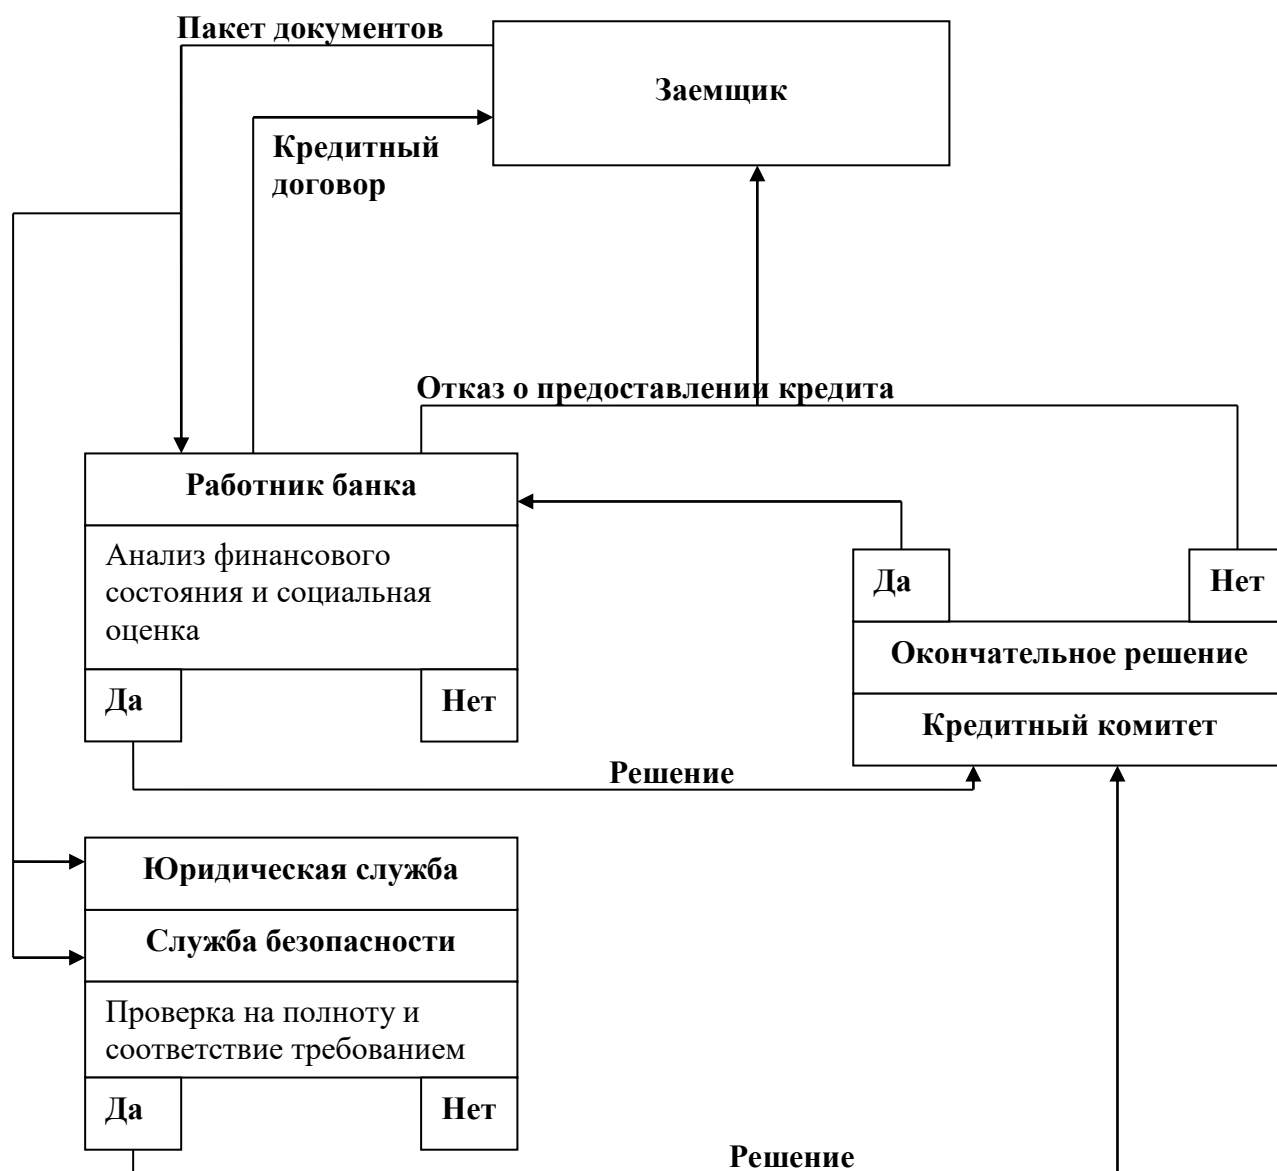 Пакет документов
Заемщик
Кредитный
договор
Отказ о предоставлении кредита
Работник банка
Анализ финансового
состояния и социальная
оценка
Да
Нет
Да
Нет
Окончательное решение
Кредитный комитет
Решение
Юридическая служба
Служба безопасности
Проверка на полноту и
соответствие требованием
Да
Нет
Решение